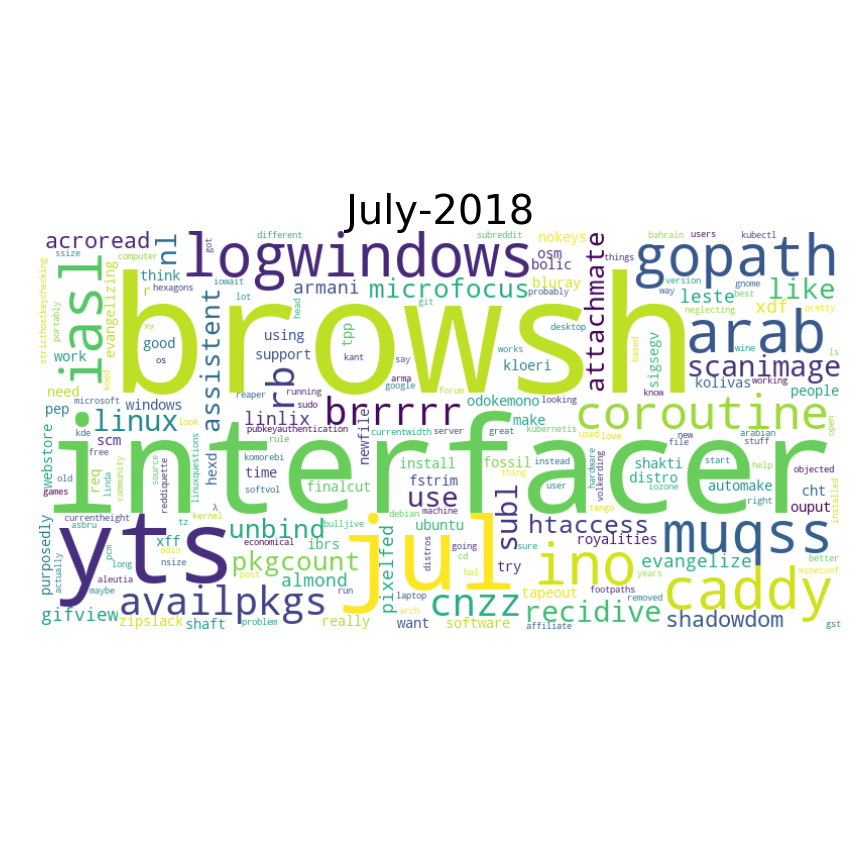 July-2018
browsh
interfacer
yts
jul
logwindows
gopath
arab
iasl
coroutine
muqss
caddy
ino
availpkgs
cnzz
recidive
scanimage
brrrrr
rb
linux
use
subl
htaccess
unbind
pkgcount
acroread
nl
microfocus
attachmate
like
leste
xdf
armani
assistent
osm
bolic
bluray
nokeys
think
r
good
work
need
pep
windows
using
support
tpp
kloeri
kolivas
sigsegv
people
odokemono
make
linlix
newfile
scm
webstore
req
hexd
time
finalcut
install
fstrim
fossil
shakti
distro
automake
cht
ouput
shadowdom
evangelize
evangelizing
royalities
tapeout
try
ubuntu
pixelfed
ibrs
almond
xff
purposedly
gifview
zipslack
shaft
really
want
software
affiliate
footpaths
removed
years
better
wineconf
installed
gst
objected
help
start
right
games
old
free
kde
community
source
reddiquette
linuxquestions
komorebi
softvol
rule
pubkeyauthentication
currentwidth
server
great
kubernetis
used
love
looking
forum
sudo
running
reaper
google
arma
say
kant
works
desktop
probably
git
head
lot
iowait
got
different
subreddit
things
bahrain
users
kubectl
version
gnome
way
best
neglecting
pretty
wine
ls
based
know
working
open
new
file
arabian
stuff
iozone
hardware
volkerding
tango
user
instead
thing
machine
debian
distros
going
cd
hal
sure
laptop
arch
run
bulljive
problem
post
economical
kernel
tz
odio
nsize
long
pcm
maybe
aleutia
actually
asbru
currentheight
linda
look
koed
microsoft
os
xv
hexagons
computer
ssize
portably
stricthostkeychecking
λ